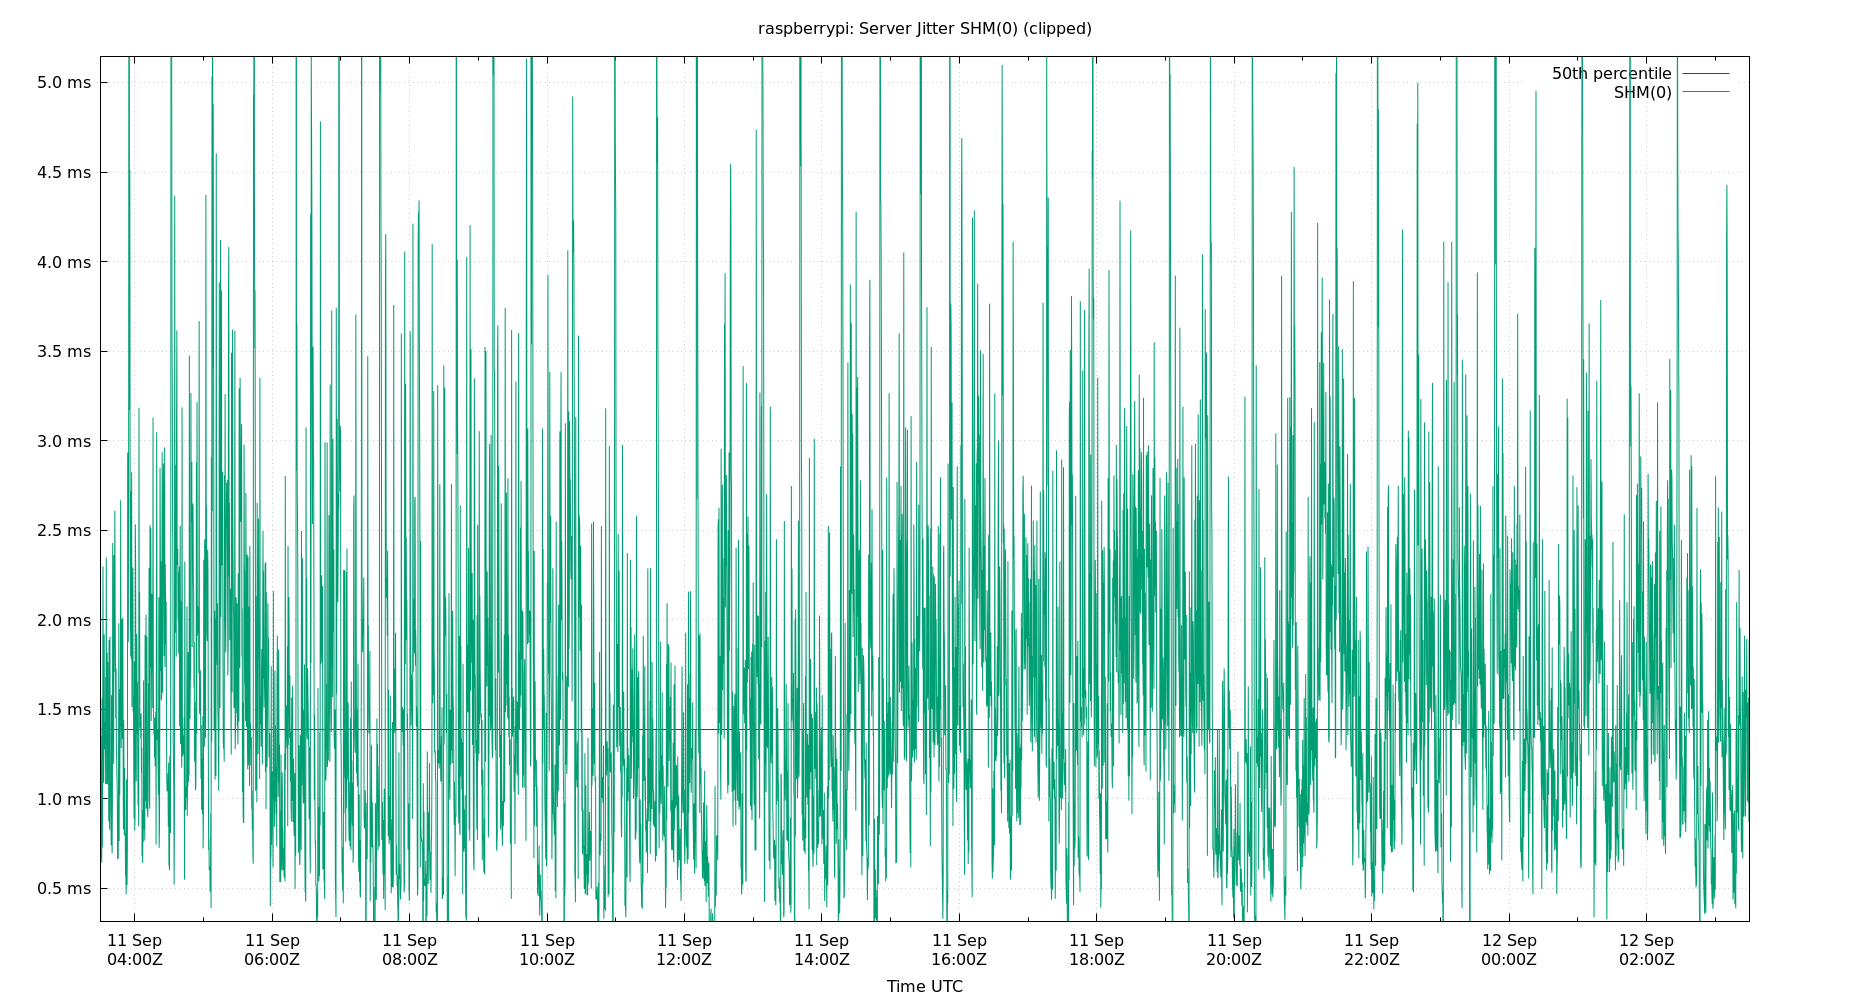 raspberrypi: Server Jitter SHM(0) (clipped)
50th percentile
SHM(0)
5.0 ms
4.5 ms
4.0 ms
3.5 ms
3.0 ms
2.5 ms
2.0 ms
1.5 ms
1.0 ms
0.5 ms
11 Sep 11 Sep 11 Sep 11 Sep 11 Sep 11 Sep 11 Sep 11 Sep 11 Sep 11 Sep 12 Sep 12 Sep
04:00Z 06:00Z 08:00Z 10:00Z 12:00Z 14:00Z 16:00Z 18:00Z 20:00Z 22:00Z 00:00Z 02:00Z
Time UTC